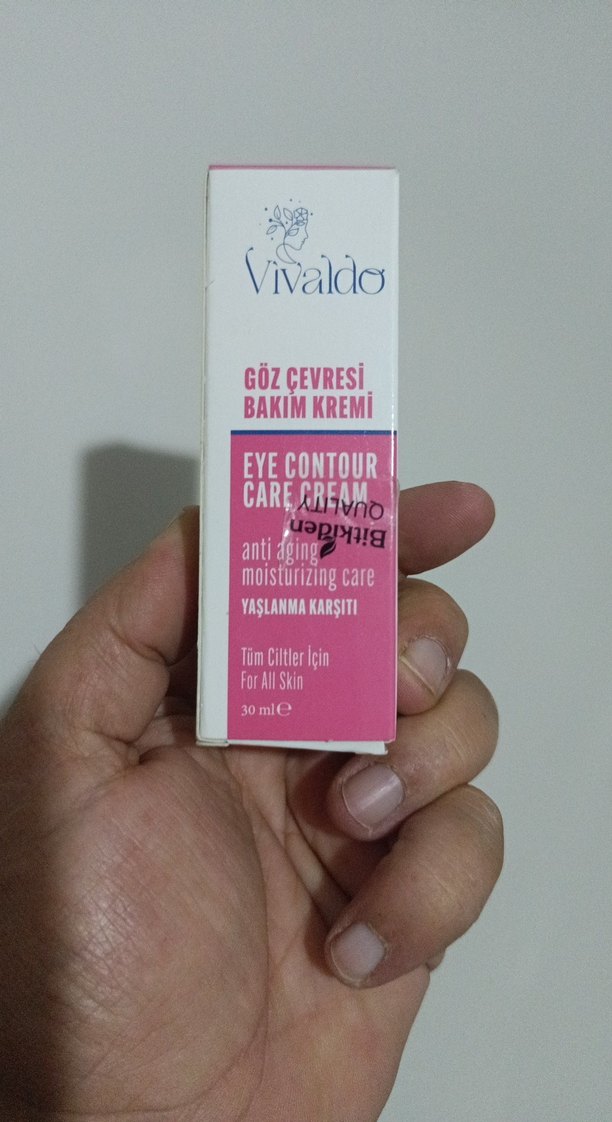 Vivaldo
GÖZ ÇEVRESİ
BAKIM KREMİ
EYE CONTOUR
CARE CREAM
Bitkiden
QUALITY
anti aging
moisturizing care
YAŞLANMA KARŞITI
Tüm Ciltler İçin
For All Skin
30 ml ℮